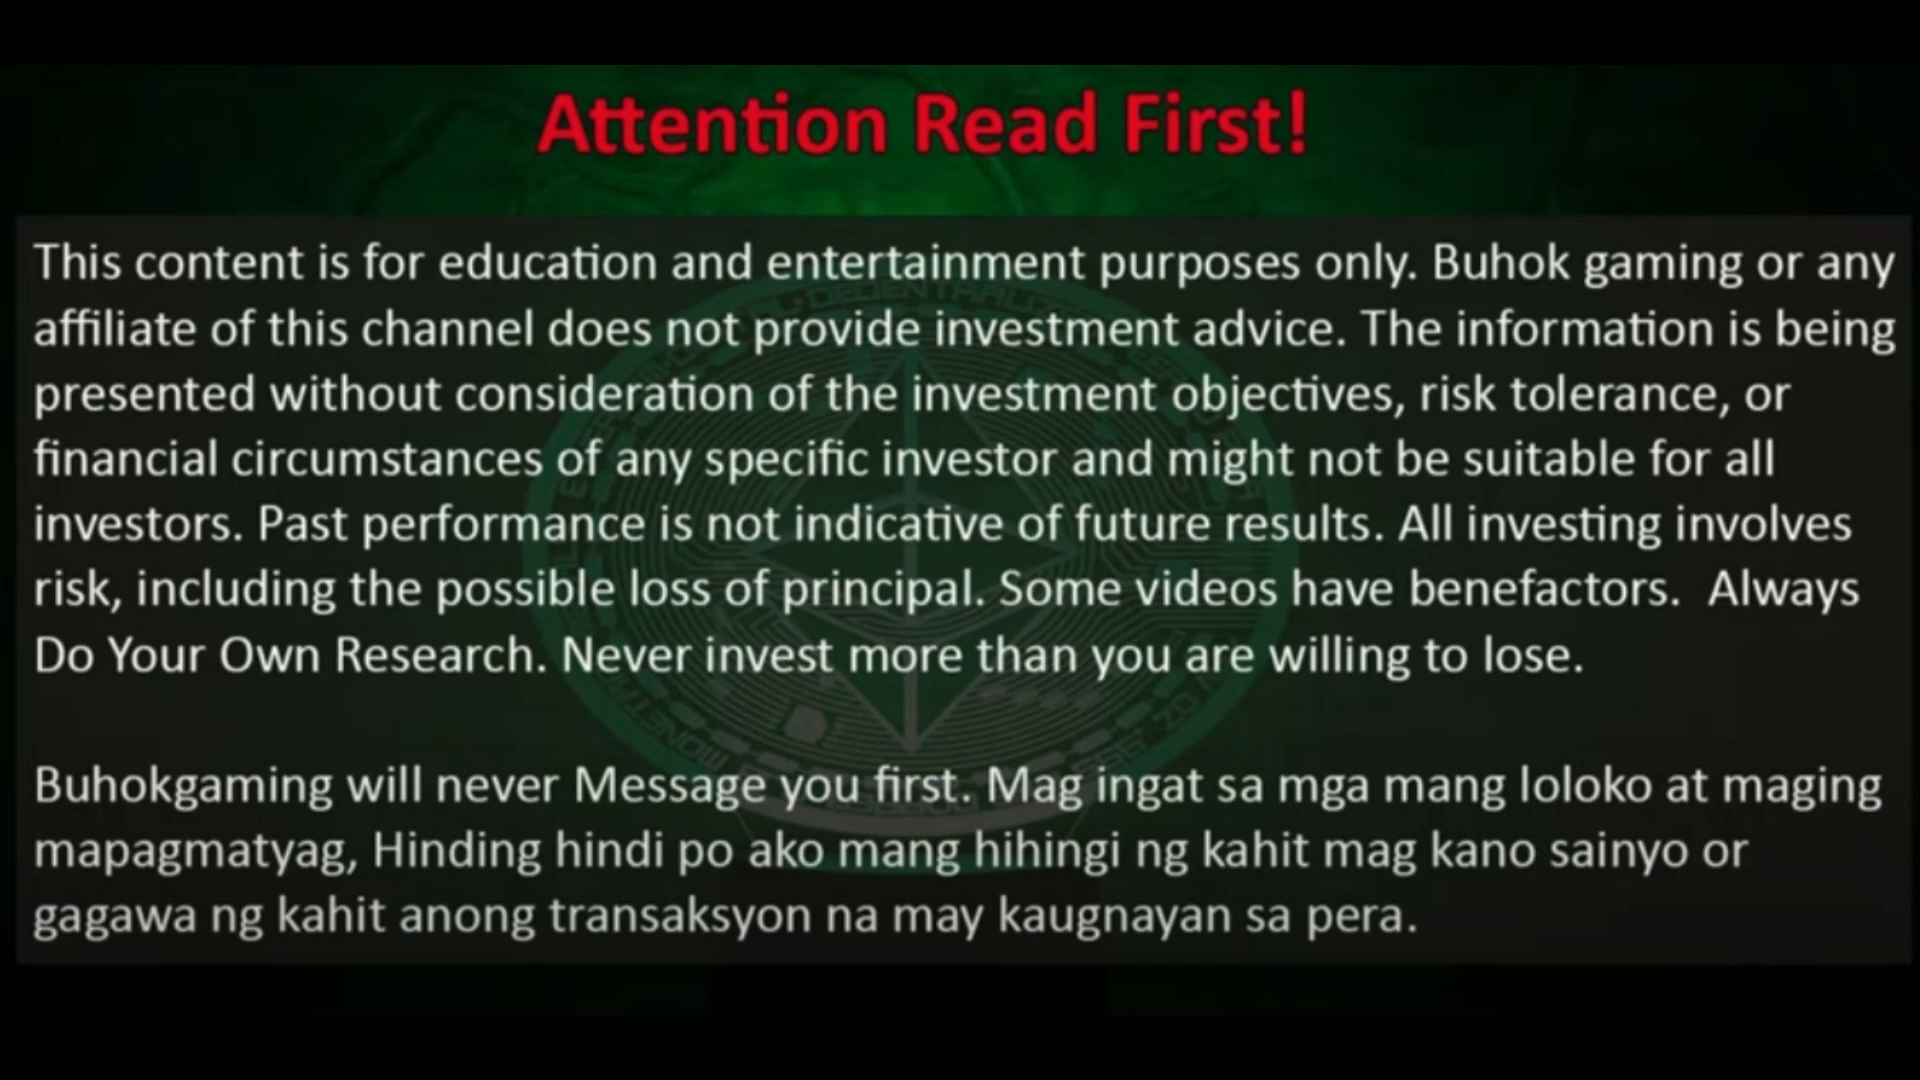 Attention Read First!
This content is for education and entertainment purposes only. Buhok gaming or any
affiliate of this channel does not provide investment advice. The information is being
presented without consideration of the investment objectives, risk tolerance, or
financial circumstances of any specific investor and might not be suitable for all
investors. Past performance is not indicative of future results. All investing involves
risk, including the possible loss of principal. Some videos have benefactors.  Always
Do Your Own Research. Never invest more than you are willing to lose.
Buhokgaming will never Message you first. Mag ingat sa mga mang loloko at maging
mapagmatyag, Hinding hindi po ako mang hihingi ng kahit mag kano sainyo or
gagawa ng kahit anong transaksyon na may kaugnayan sa pera.